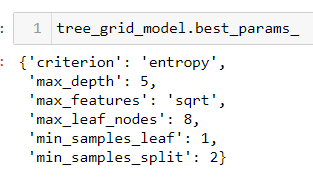 1 tree_grid_model.best_params_
: {'criterion': 'entropy',
'max_depth': 5,
'max_features': 'sqrt',
'max_leaf_nodes': 8,
'min_samples_leaf': 1,
'min_samples_split': 2}